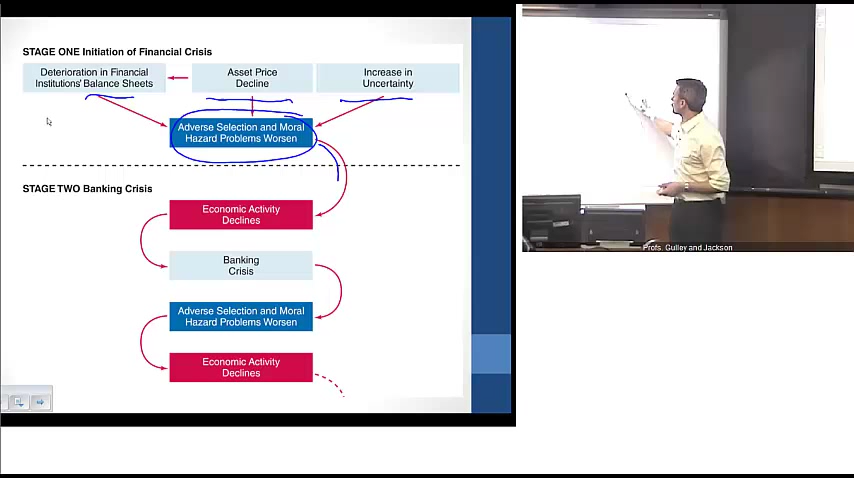 STAGE ONE Initiation of Financial Crisis
Deterioration in Financial
Institutions' Balance Sheets
Asset Price
Decline
Increase in
Uncertainty
Adverse Selection and Moral
Hazard Problems Worsen
STAGE TWO Banking Crisis
Economic Activity
Declines
Banking
Crisis
Adverse Selection and Moral
Hazard Problems Worsen
Economic Activity
Declines
Profs. Gulley and Jackson